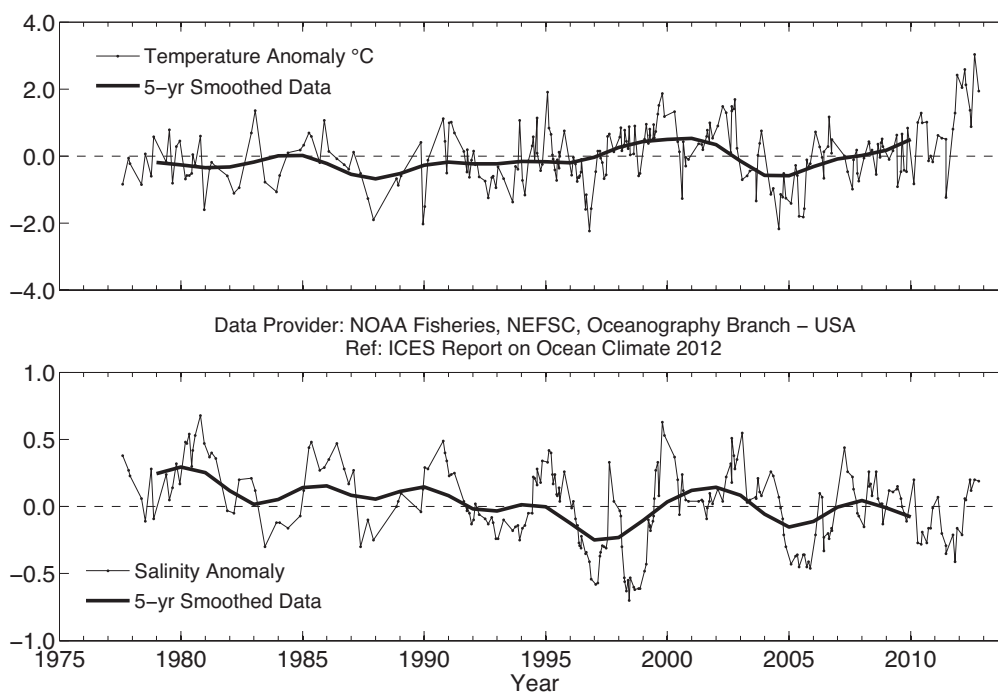 4.0
Temperature Anomaly °C
5–yr Smoothed Data
2.0
0.0
–2.0
–4.0
Data Provider: NOAA Fisheries, NEFSC, Oceanography Branch – USA
Ref: ICES Report on Ocean Climate 2012
1.0
0.5
0.0
–0.5
Salinity Anomaly
5–yr Smoothed Data
–1.0
1975 1980 1985 1990 1995 2000 2005 2010
Year